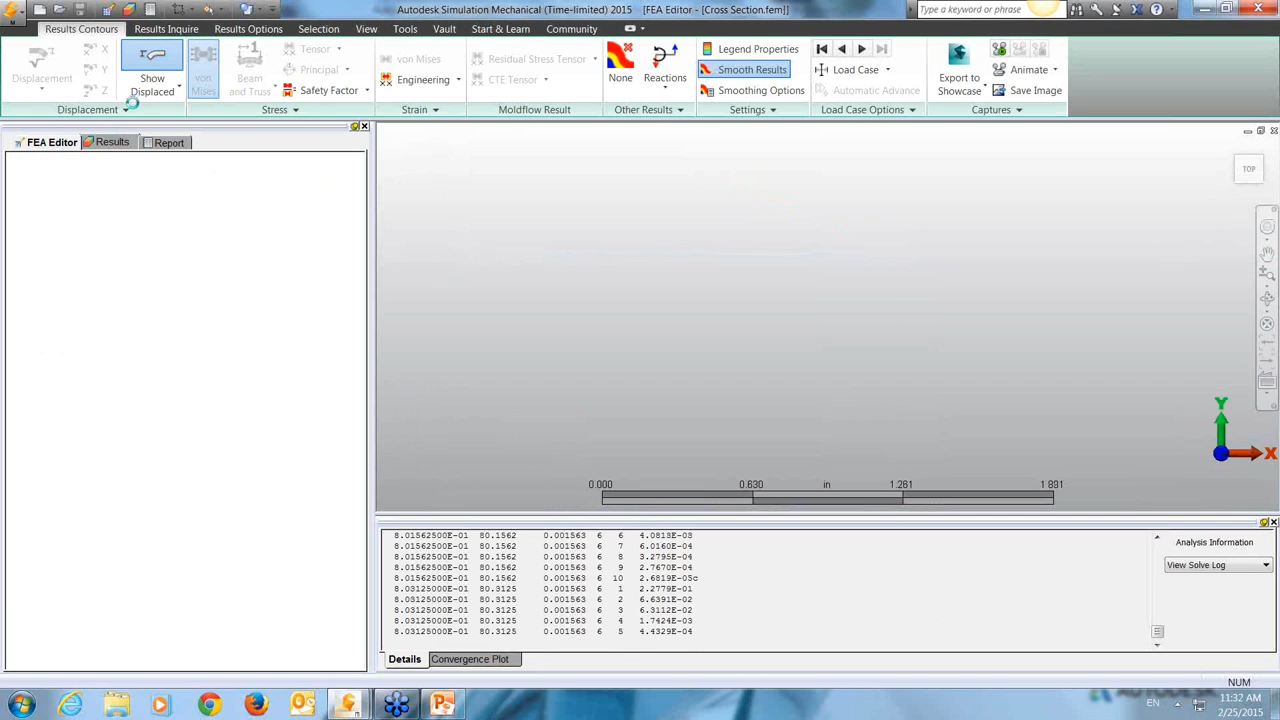 Autodesk Simulation Mechanical (Time-limited) 2015 [FEA Editor - [Cross Section.fem]]
Type a keyword or phrase
Results Contours Results Inquire Results Options Selection View Tools Vault Start & Learn Community
Displacement X Y Z Show Displaced
von Mises Beam and Truss Tensor Principal Safety Factor
von Mises Engineering
Residual Stress Tensor CTE Tensor
None Reactions
Legend Properties Smooth Results Smoothing Options
Load Case Automatic Advance
Export to Showcase Animate Save Image
Displacement Stress Strain Moldflow Result Other Results Settings Load Case Options Captures
FEA Editor Results Report
TOP
Y
X
0.000 0.630 in 1.261 1.891
8.01562500E-01 80.1562 0.001563 6 6 4.0813E-03
8.01562500E-01 80.1562 0.001563 6 7 6.0160E-04
8.01562500E-01 80.1562 0.001563 6 8 3.2795E-04
8.01562500E-01 80.1562 0.001563 6 9 2.7670E-04
8.01562500E-01 80.1562 0.001563 6 10 2.6819E-05c
8.03125000E-01 80.3125 0.001563 6 1 2.2779E-01
8.03125000E-01 80.3125 0.001563 6 2 6.6391E-02
8.03125000E-01 80.3125 0.001563 6 3 6.3112E-02
8.03125000E-01 80.3125 0.001563 6 4 1.7424E-03
8.03125000E-01 80.3125 0.001563 6 5 4.4329E-04
Analysis Information
View Solve Log
Details Convergence Plot
NUM
EN
11:32 AM
2/25/2015